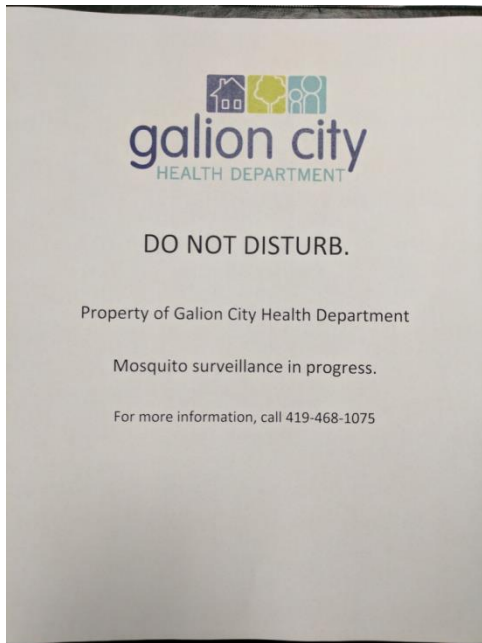 galion city
HEALTH DEPARTMENT
DO NOT DISTURB.
Property of Galion City Health Department
Mosquito surveillance in progress.
For more information, call 419-468-1075